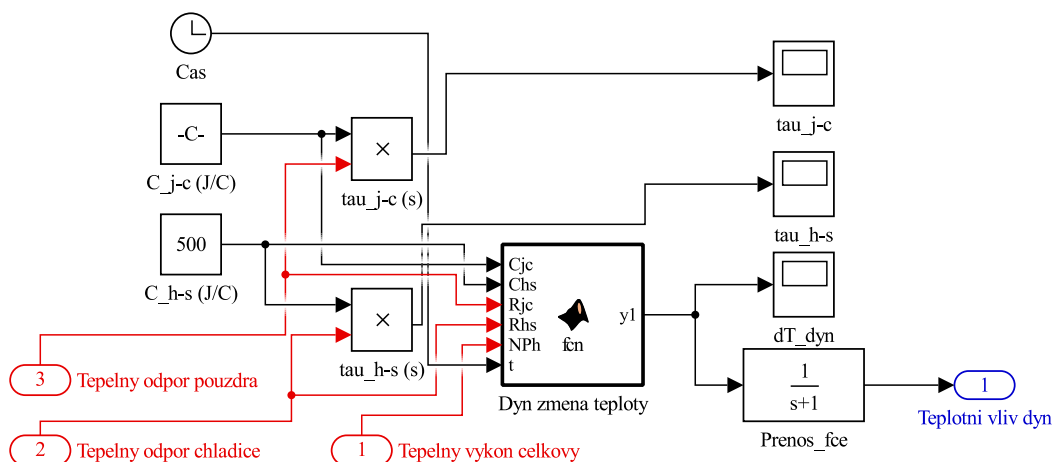 Cas
-C-
C_j-c (J/C)
×
tau_j-c (s)
tau_j-c
500
C_h-s (J/C)
×
tau_h-s (s)
tau_h-s
Cjc
Chs
Rjc
Rhs
NPh
t
fcn
y1
Dyn zmena teploty
dT_dyn
1
s+1
Prenos_fce
1
Teplotni vliv dyn
3
Tepelny odpor pouzdra
2
Tepelny odpor chladice
1
Tepelny vykon celkovy